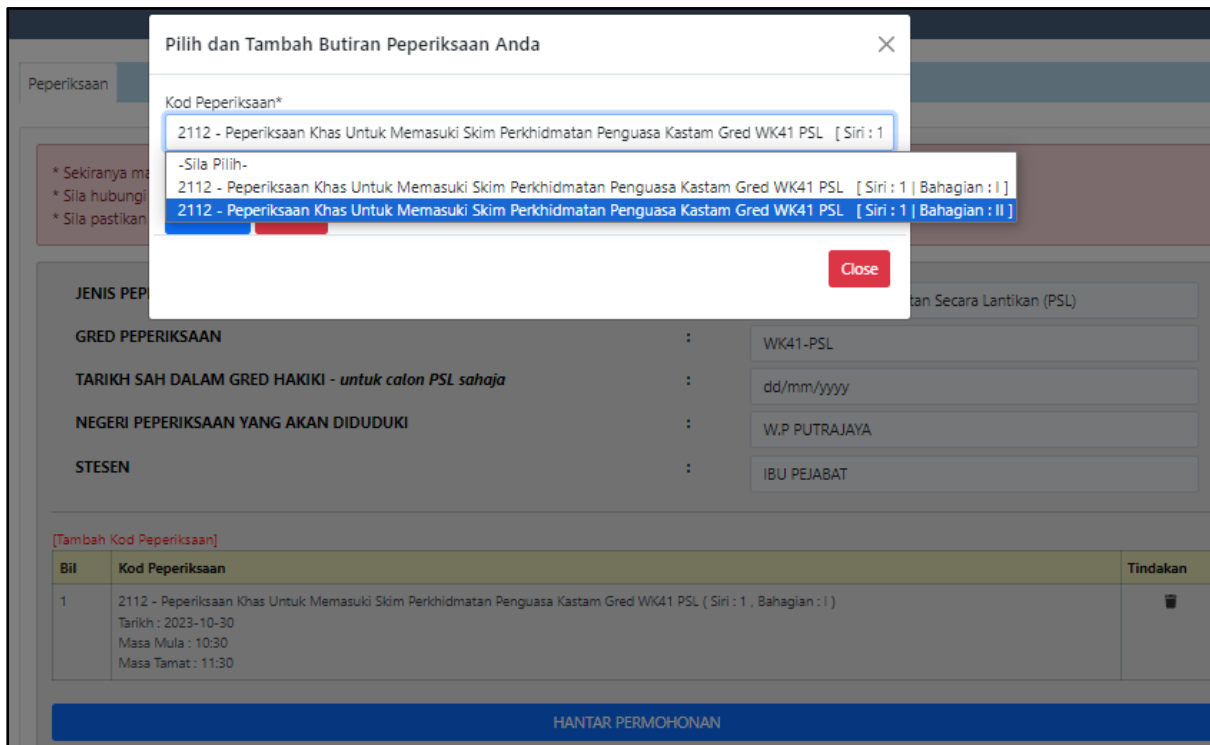 Pilih dan Tambah Butiran Peperiksaan Anda
Peperiksaan
Kod Peperiksaan*
2112 - Peperiksaan Khas Untuk Memasuki Skim Perkhidmatan Penguasa Kastam Gred WK41 PSL [ Siri : 1
-Sila Pilih-
2112 - Peperiksaan Khas Untuk Memasuki Skim Perkhidmatan Penguasa Kastam Gred WK41 PSL [ Siri : 1 | Bahagian : I ]
2112 - Peperiksaan Khas Untuk Memasuki Skim Perkhidmatan Penguasa Kastam Gred WK41 PSL [ Siri : 1 | Bahagian : II ]
* Sekiranya
* Sila hubungi
* Sila pastikan
Close
JENIS
Secara Lantikan (PSL)
GRED PEPERIKSAAN : WK41-PSL
TARIKH SAH DALAM GRED HAKIKI - untuk calon PSL sahaja : dd/mm/yyyy
NEGERI PEPERIKSAAN YANG AKAN DIDUDUKI : W.P PUTRAJAYA
STESEN : IBU PEJABAT
[Tambah Kod Peperiksaan]
Bil Kod Peperiksaan Tindakan
1 2112 - Peperiksaan Khas Untuk Memasuki Skim Perkhidmatan Penguasa Kastam Gred WK41 PSL ( Siri : 1 , Bahagian : I )
Tarikh : 2023-10-30
Masa Mula : 10:30
Masa Tamat : 11:30
HANTAR PERMOHONAN